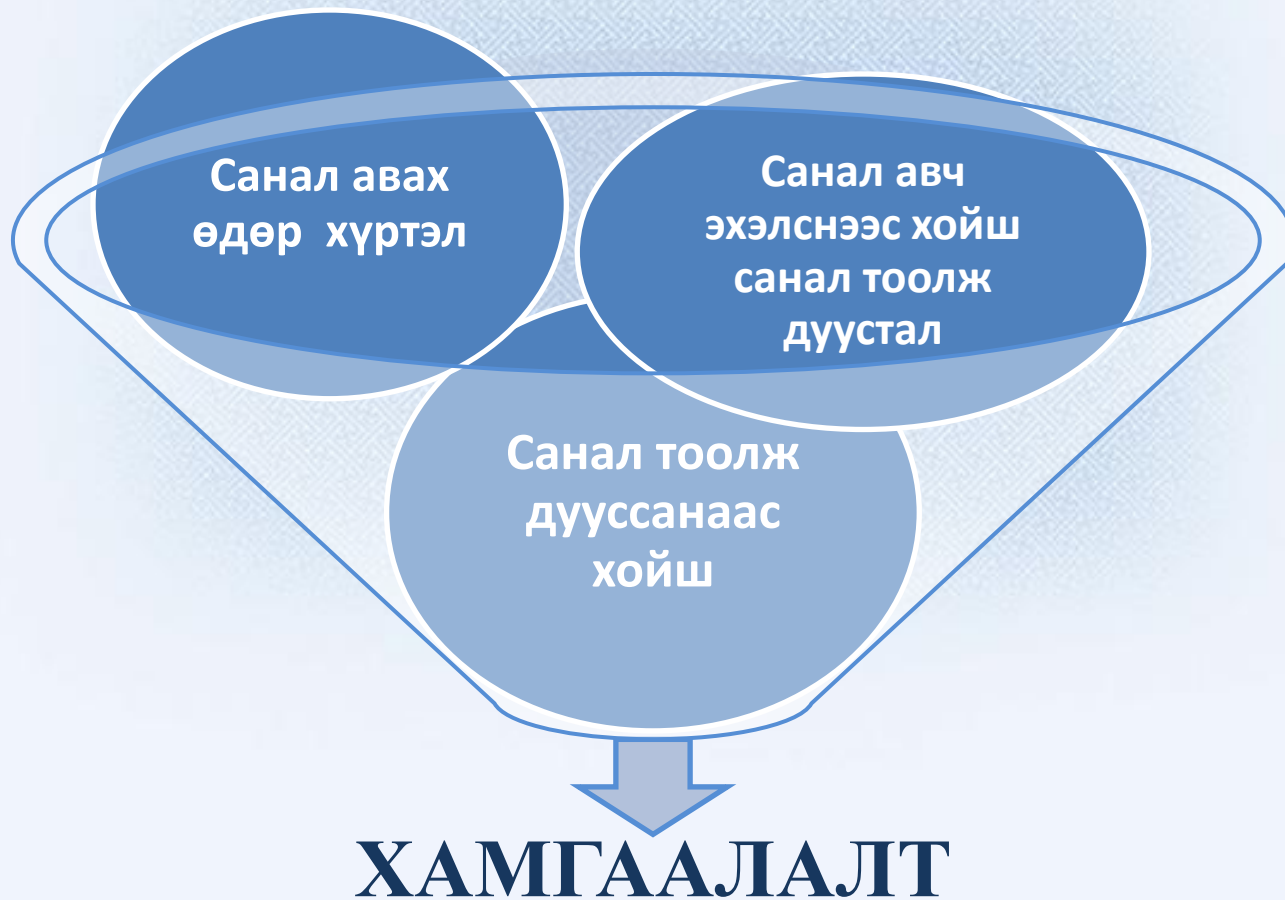 Санал авах
өдөр хүртэл
Санал авч
эхэлснээс хойш
санал тоолж
дуустал
Санал тоолж
дууссанаас
хойш
ХАМГААЛАЛТ